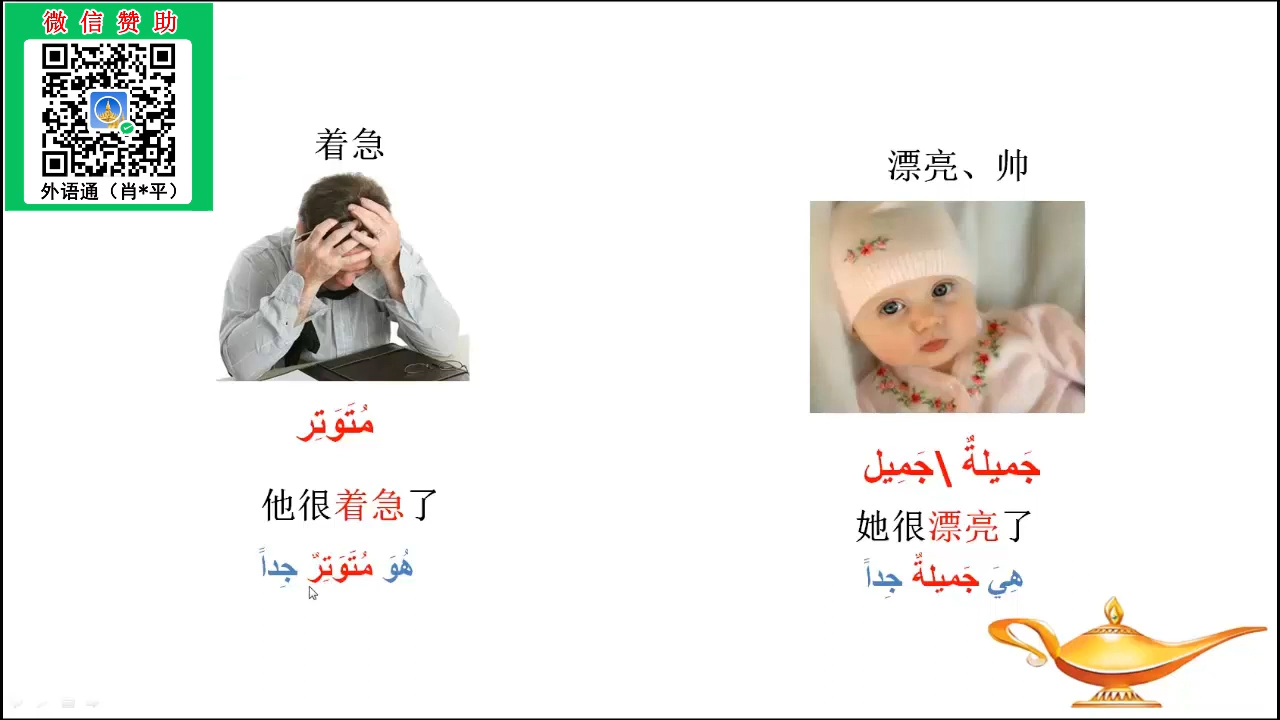 微信赞助
外语通（肖*平）
着急
مُتَوَتِر
他很着急了
هُوَ مُتَوَتِرٌ جِداً
漂亮、帅
جَميلةٌ \جَمِيل
她很漂亮了
هِيَ جَميلةٌ جِداً